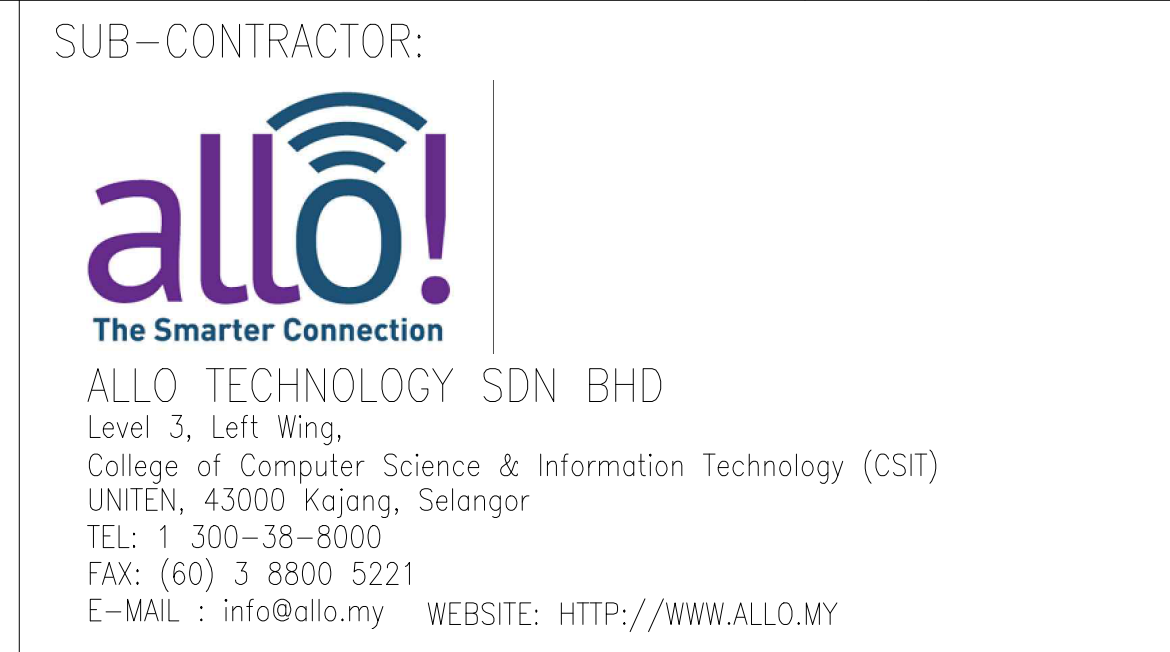 SUB-CONTRACTOR:
allo!
The Smarter Connection
ALLO TECHNOLOGY SDN BHD
Level 3, Left Wing,
College of Computer Science & Information Technology (CSIT)
UNITEN, 43000 Kajang, Selangor
TEL: 1 300-38-8000
FAX: (60) 3 8800 5221
E-MAIL : info@allo.my WEBSITE: HTTP://WWW.ALLO.MY